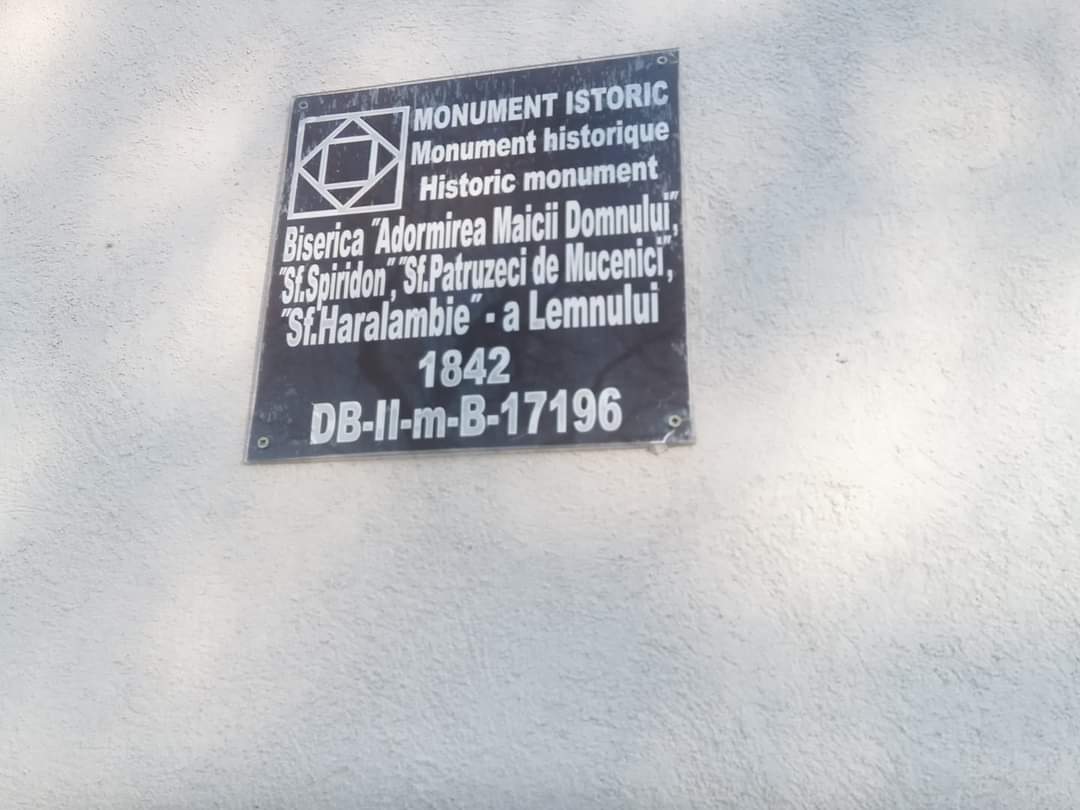 MONUMENT ISTORIC
Monument historique
Historic monument
Biserica "Adormirea Maicii Domnului",
"Sf.Spiridon", "Sf.Patruzeci de Mucenici",
"Sf.Haralambie" - a Lemnului
1842
DB-II-m-B-17196